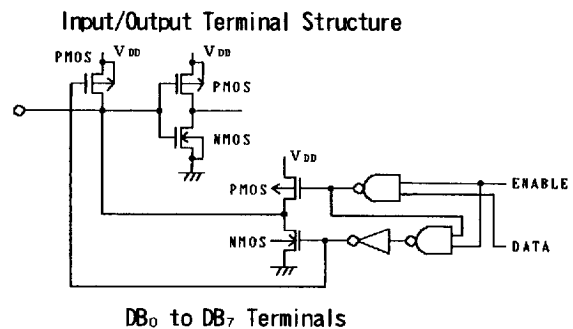 Input/Output Terminal Structure
PMOS
VDD
VDD
PMOS
NMOS
VDD
PMOS
ENABLE
NMOS
DATA
DB0 to DB7 Terminals